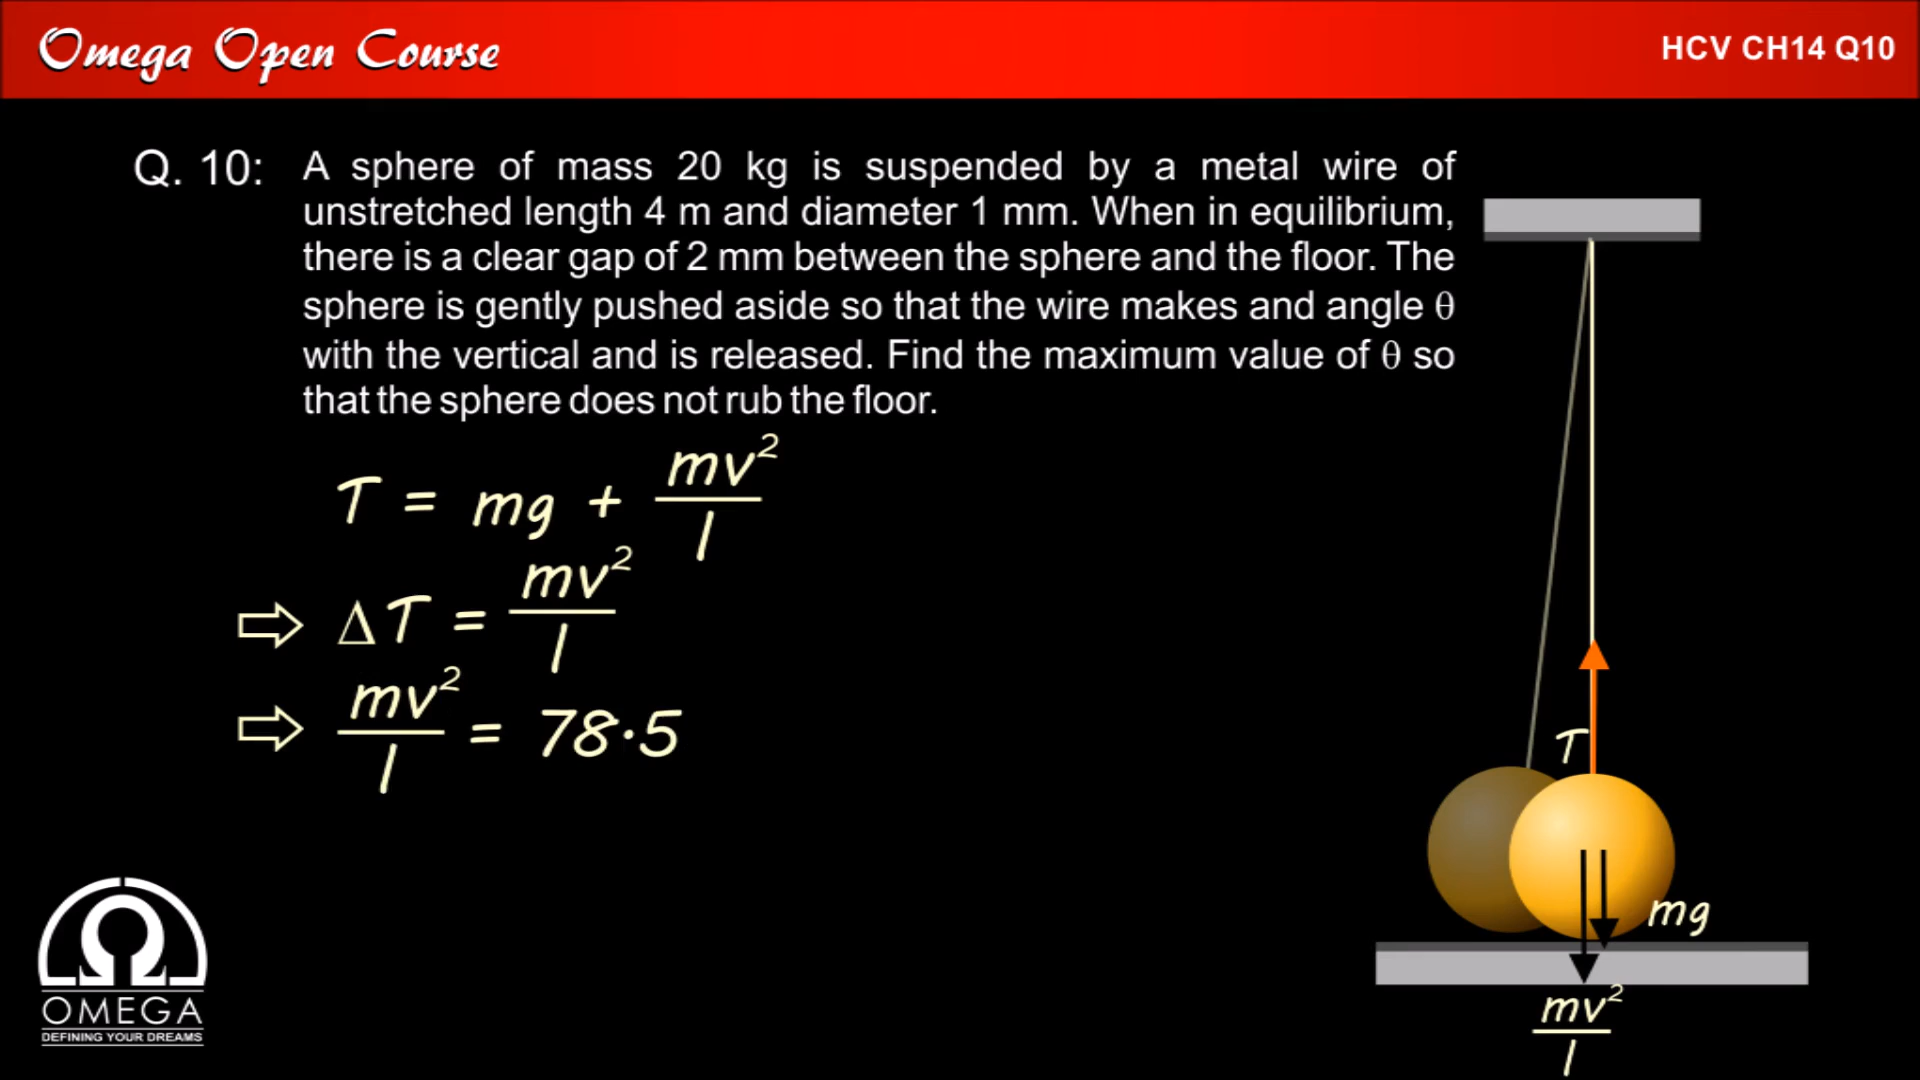 Omega Open Course
HCV CH14 Q10
Q. 10: A sphere of mass 20 kg is suspended by a metal wire of
unstretched length 4 m and diameter 1 mm. When in equilibrium,
there is a clear gap of 2 mm between the sphere and the floor. The
sphere is gently pushed aside so that the wire makes and angle θ
with the vertical and is released. Find the maximum value of θ so
that the sphere does not rub the floor.
T = mg + mv²/l
⇨ ΔT = mv²/l
⇨ mv²/l = 78·5
T
mg
mv²/l
Ω
OMEGA
DEFINING YOUR DREAMS